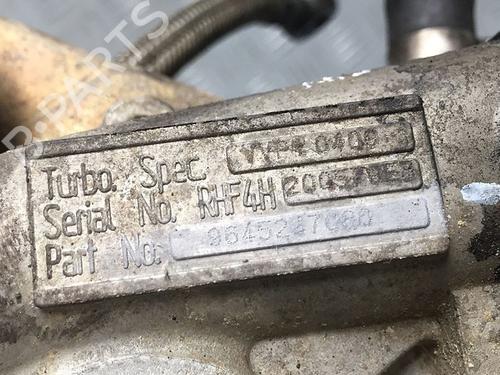 Turbo. Spec.
Serial No. RHF4H
Part No. 9645247080
B-PARTS